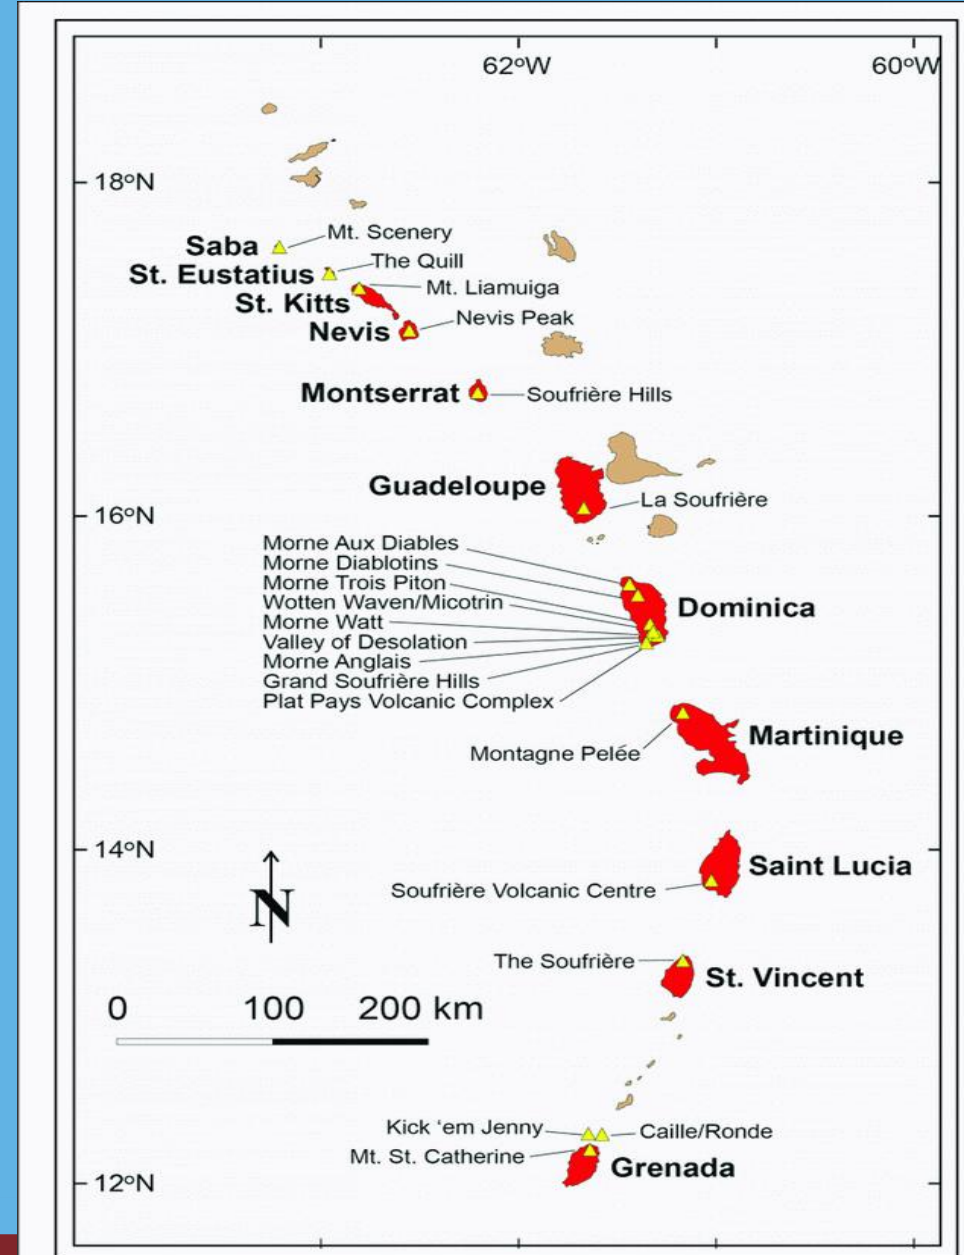 62°W
60°W
18°N
Mt. Scenery
Saba
The Quill
St. Eustatius
Mt. Liamuiga
St. Kitts
Nevis Peak
Nevis
Montserrat
Soufrière Hills
Guadeloupe
La Soufrière
16°N
Morne Aux Diables
Morne Diablotins
Morne Trois Piton
Wotten Waven/Micotrin
Morne Watt
Valley of Desolation
Morne Anglais
Grand Soufrière Hills
Plat Pays Volcanic Complex
Dominica
Martinique
Montagne Pelée
14°N
Saint Lucia
Soufrière Volcanic Centre
N
The Soufrière
St. Vincent
0 100 200 km
Kick ‘em Jenny
Caille/Ronde
Mt. St. Catherine
Grenada
12°N